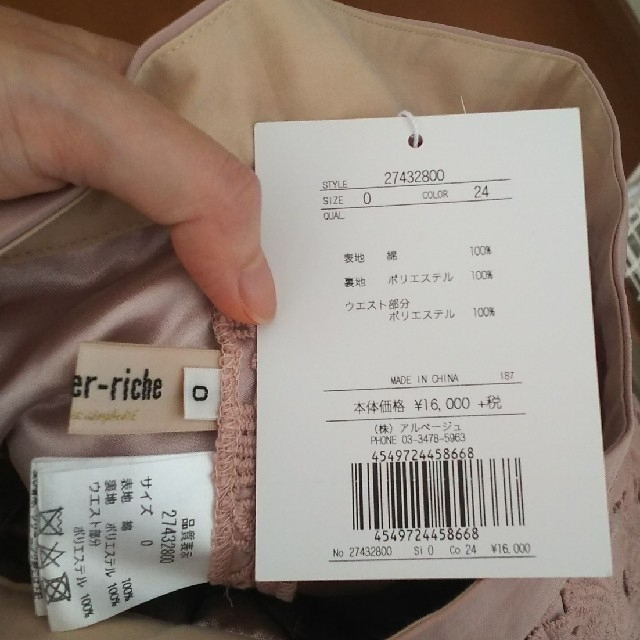 STYLE 27432800
SIZE 0 COLOR 24
QUAL
表地 綿 100%
裏地 ポリエステル 100%
ウエスト部分
ポリエステル 100%
MADE IN CHINA 187
本体価格 ¥16,000 +税
(株) アルページュ
PHONE 03-3478-5963
4549724458668
4549724458668
No 27432800 Si 0 Co 24 ¥16,000
er-riche
0
品質表示
27432800
サイズ 0
表地 綿 100%
裏地 ポリエステル 100%
ウエスト部分
ポリエステル 100%